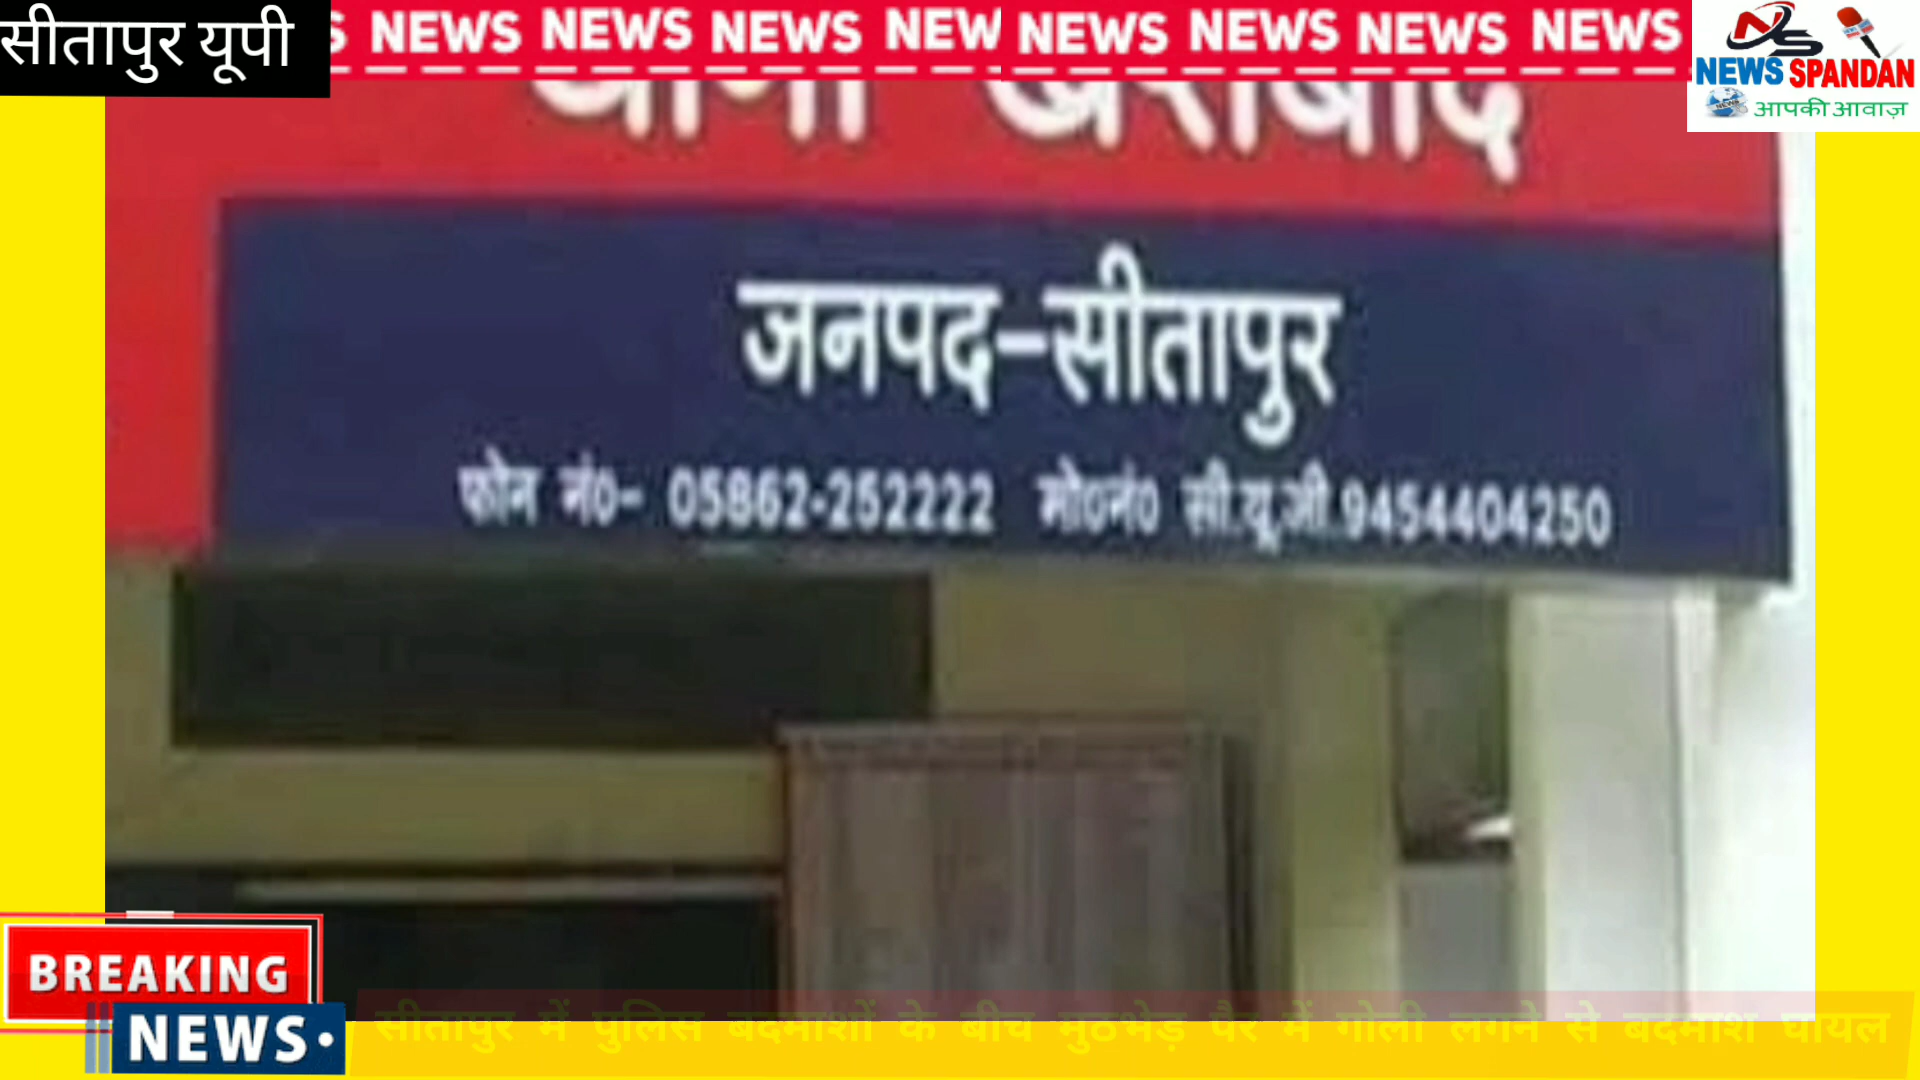 सीतापुर यूपी
NEWS NEWS NEWS NEWS NEWS NEWS NEWS
NEWS SPANDAN
आपकी आवाज़
थाना खैराबाद
जनपद-सीतापुर
फोन नं०- 05862-252222 मो०नं० सी.यू.जी.9454404250
BREAKING
NEWS
सीतापुर में पुलिस बदमाशों के बीच मुठभेड़ पैर में गोली लगने से बदमाश घायल